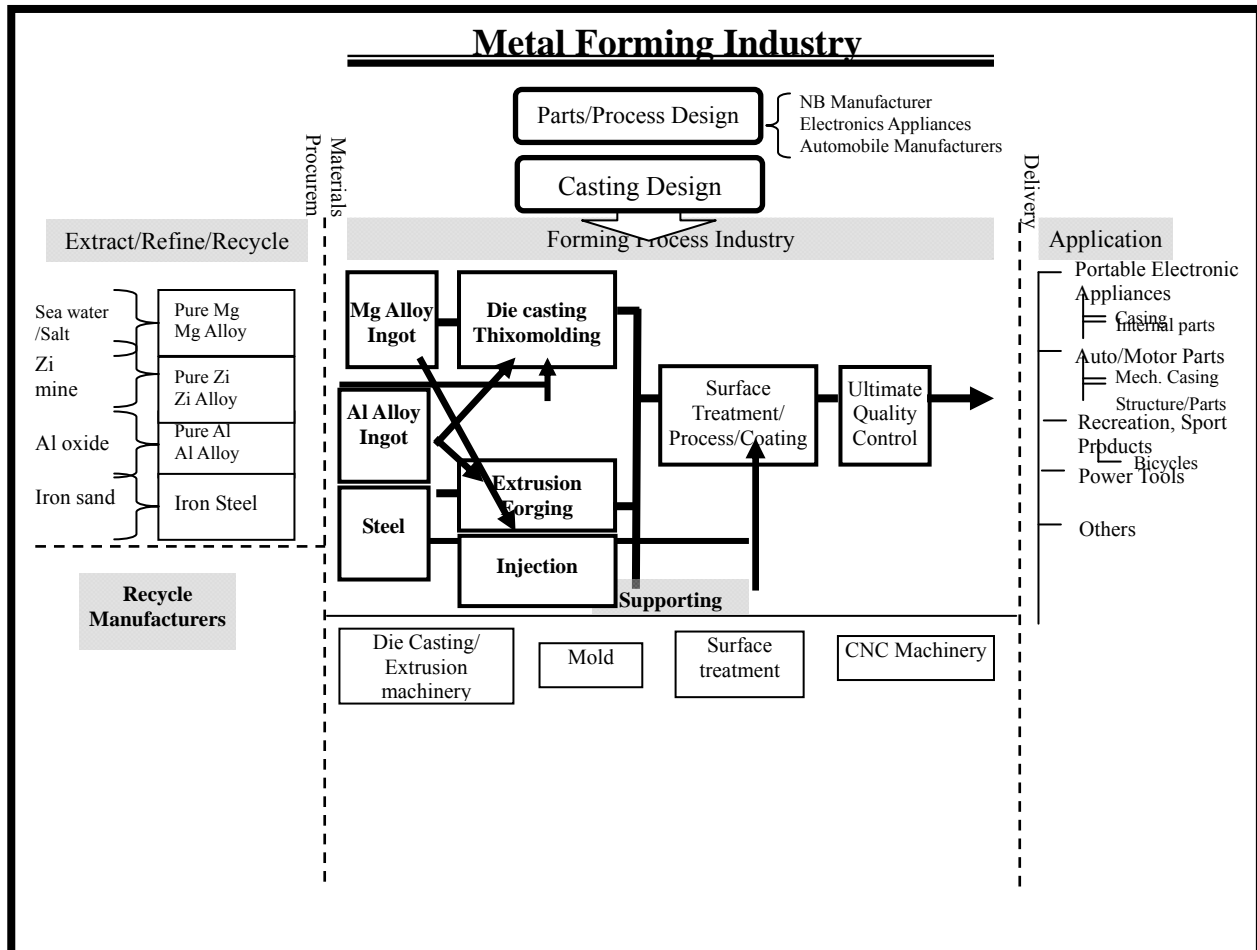 Metal Forming Industry
Parts/Process Design
NB Manufacturer
Electronics Appliances
Automobile Manufacturers
Casting Design
Materials
Procurem
Delivery
Extract/Refine/Recycle
Forming Process Industry
Application
Sea water
/Salt
Zi
mine
Al oxide
Iron sand
Pure Mg
Mg Alloy
Pure Zi
Zi Alloy
Pure Al
Al Alloy
Iron Steel
Recycle
Manufacturers
Mg Alloy
Ingot
Al Alloy
Ingot
Steel
Die casting
Thixomolding
Extrusion
Forging
Injection
Surface
Treatment/
Process/Coating
Ultimate
Quality
Control
Supporting
Die Casting/
Extrusion
machinery
Mold
Surface
treatment
CNC Machinery
Portable Electronic
Appliances
Casing
Internal parts
Auto/Motor Parts
Mech. Casing
Structure/Parts
Recreation, Sport
Products
Bicycles
Power Tools
Others